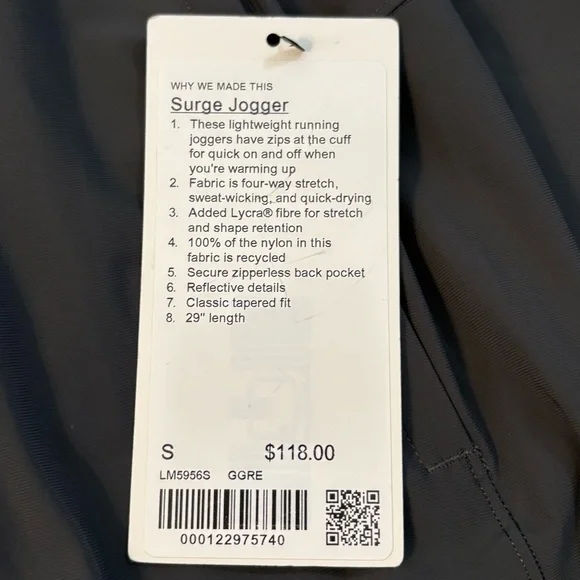 WHY WE MADE THIS
Surge Jogger
1. These lightweight running
joggers have zips at the cuff
for quick on and off when
you're warming up
2. Fabric is four-way stretch,
sweat-wicking, and quick-drying
3. Added Lycra® fibre for stretch
and shape retention
4. 100% of the nylon in this
fabric is recycled
5. Secure zipperless back pocket
6. Reflective details
7. Classic tapered fit
8. 29" length
S $118.00
LM5956S GGRE
000122975740